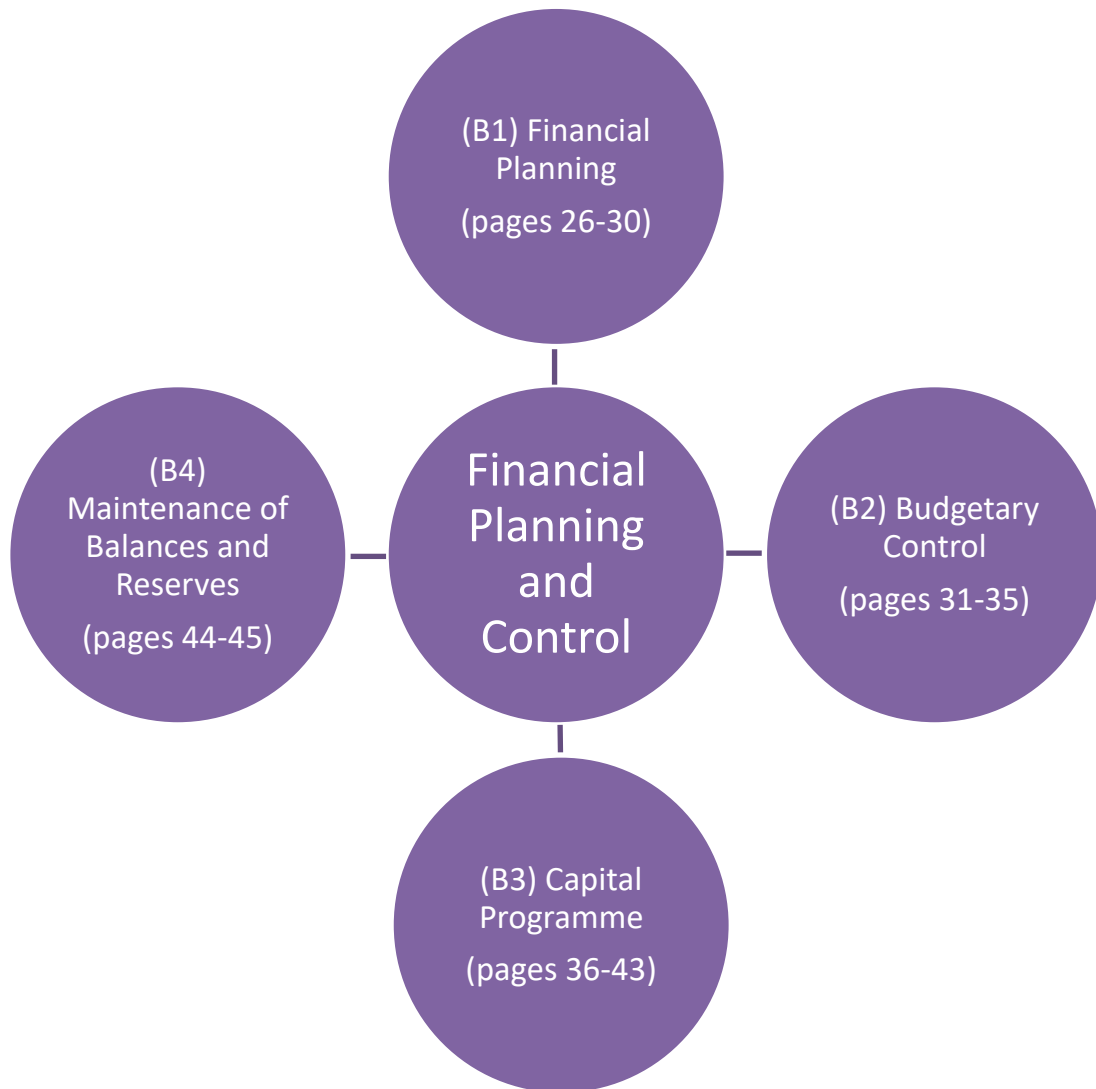 (B1) Financial
Planning
(pages 26-30)
(B4)
Maintenance of
Balances and
Reserves
(pages 44-45)
Financial
Planning
and
Control
(B2) Budgetary
Control
(pages 31-35)
(B3) Capital
Programme
(pages 36-43)